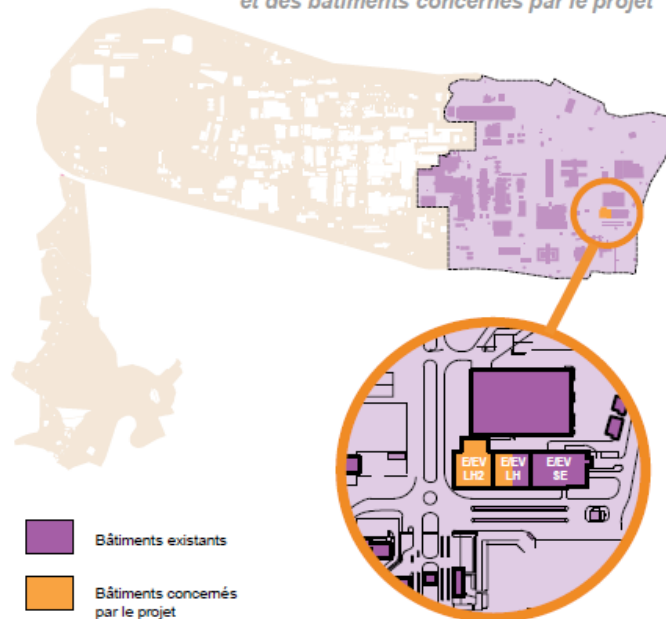 et des bâtiments concernés par le projet
E/EV
LH2
E/EV
LH
E/EV
SE
Bâtiments existants
Bâtiments concernés
par le projet